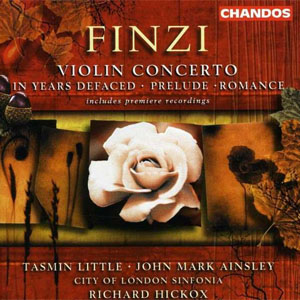 CHANDOS
FINZI
VIOLIN CONCERTO
IN YEARS DEFACED · PRELUDE · ROMANCE
includes premiere recordings
TASMIN LITTLE · JOHN MARK AINSLEY
CITY OF LONDON SINFONIA
RICHARD HICKOX